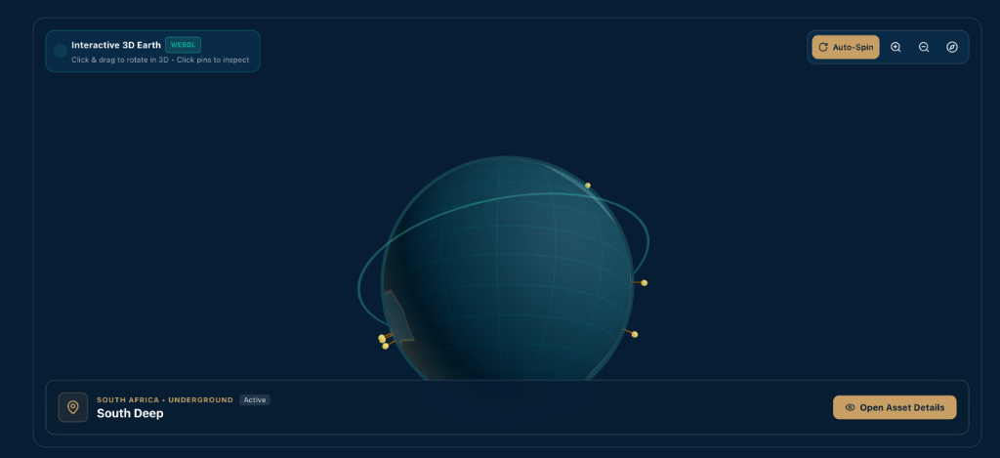 Interactive 3D Earth WEBGL
Click & drag to rotate in 3D • Click pins to inspect
Auto-Spin
SOUTH AFRICA • UNDERGROUND Active
South Deep
Open Asset Details